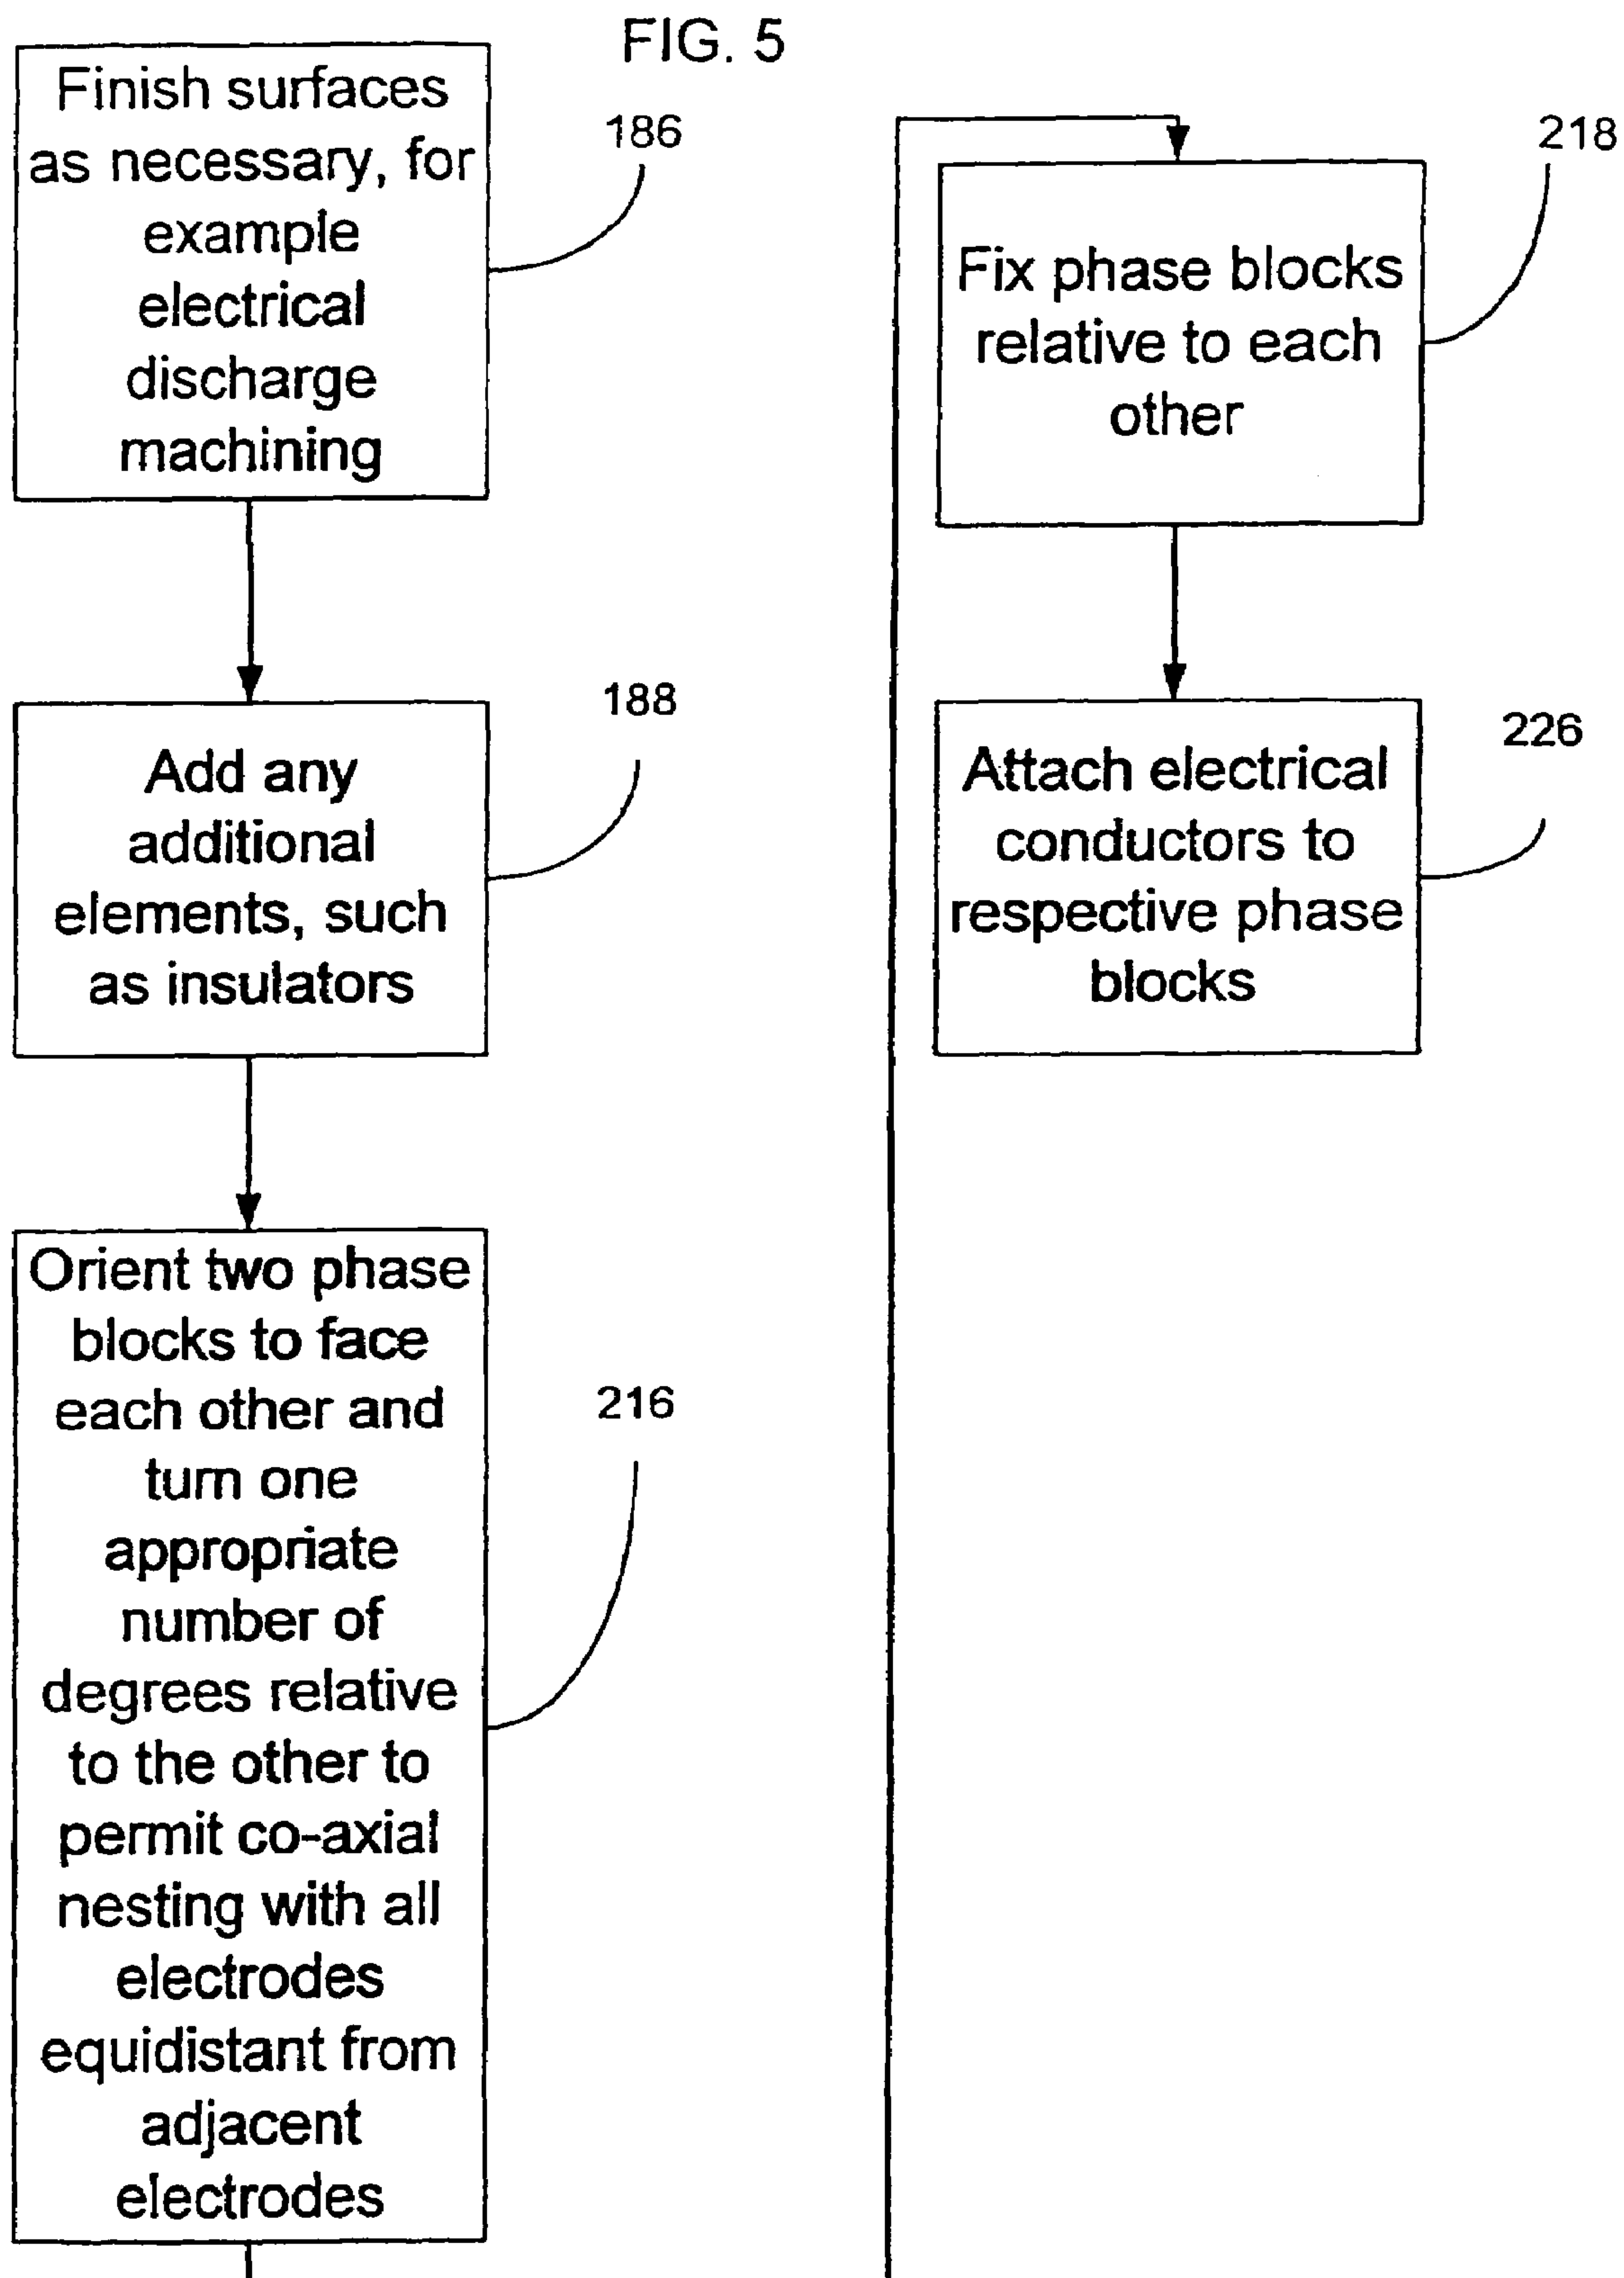 FIG. 5
Finish surfaces
as necessary, for
example
electrical
discharge
machining
186
Add any
additional
elements, such
as insulators
188
Orient two phase
blocks to face
each other and
turn one
appropriate
number of
degrees relative
to the other to
permit co-axial
nesting with all
electrodes
equidistant from
adjacent
electrodes
216
Fix phase blocks
relative to each
other
218
Attach electrical
conductors to
respective phase
blocks
226